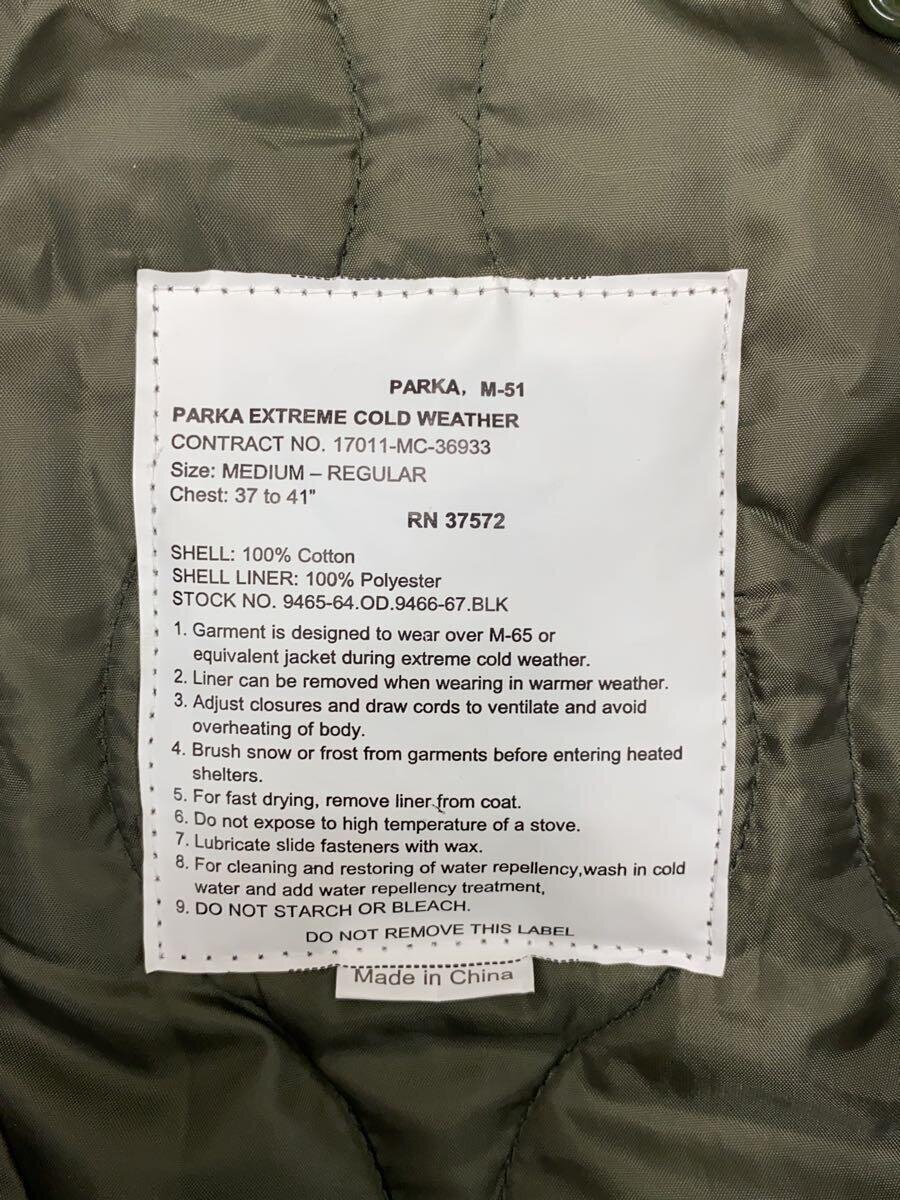 PARKA, M-51
PARKA EXTREME COLD WEATHER
CONTRACT NO. 17011-MC-36933
Size: MEDIUM – REGULAR
Chest: 37 to 41"
RN 37572
SHELL: 100% Cotton
SHELL LINER: 100% Polyester
STOCK NO. 9465-64.OD.9466-67.BLK
1. Garment is designed to wear over M-65 or
equivalent jacket during extreme cold weather.
2. Liner can be removed when wearing in warmer weather.
3. Adjust closures and draw cords to ventilate and avoid
overheating of body.
4. Brush snow or frost from garments before entering heated
shelters.
5. For fast drying, remove liner from coat.
6. Do not expose to high temperature of a stove.
7. Lubricate slide fasteners with wax.
8. For cleaning and restoring of water repellency,wash in cold
water and add water repellency treatment,
9. DO NOT STARCH OR BLEACH.
DO NOT REMOVE THIS LABEL
Made in China